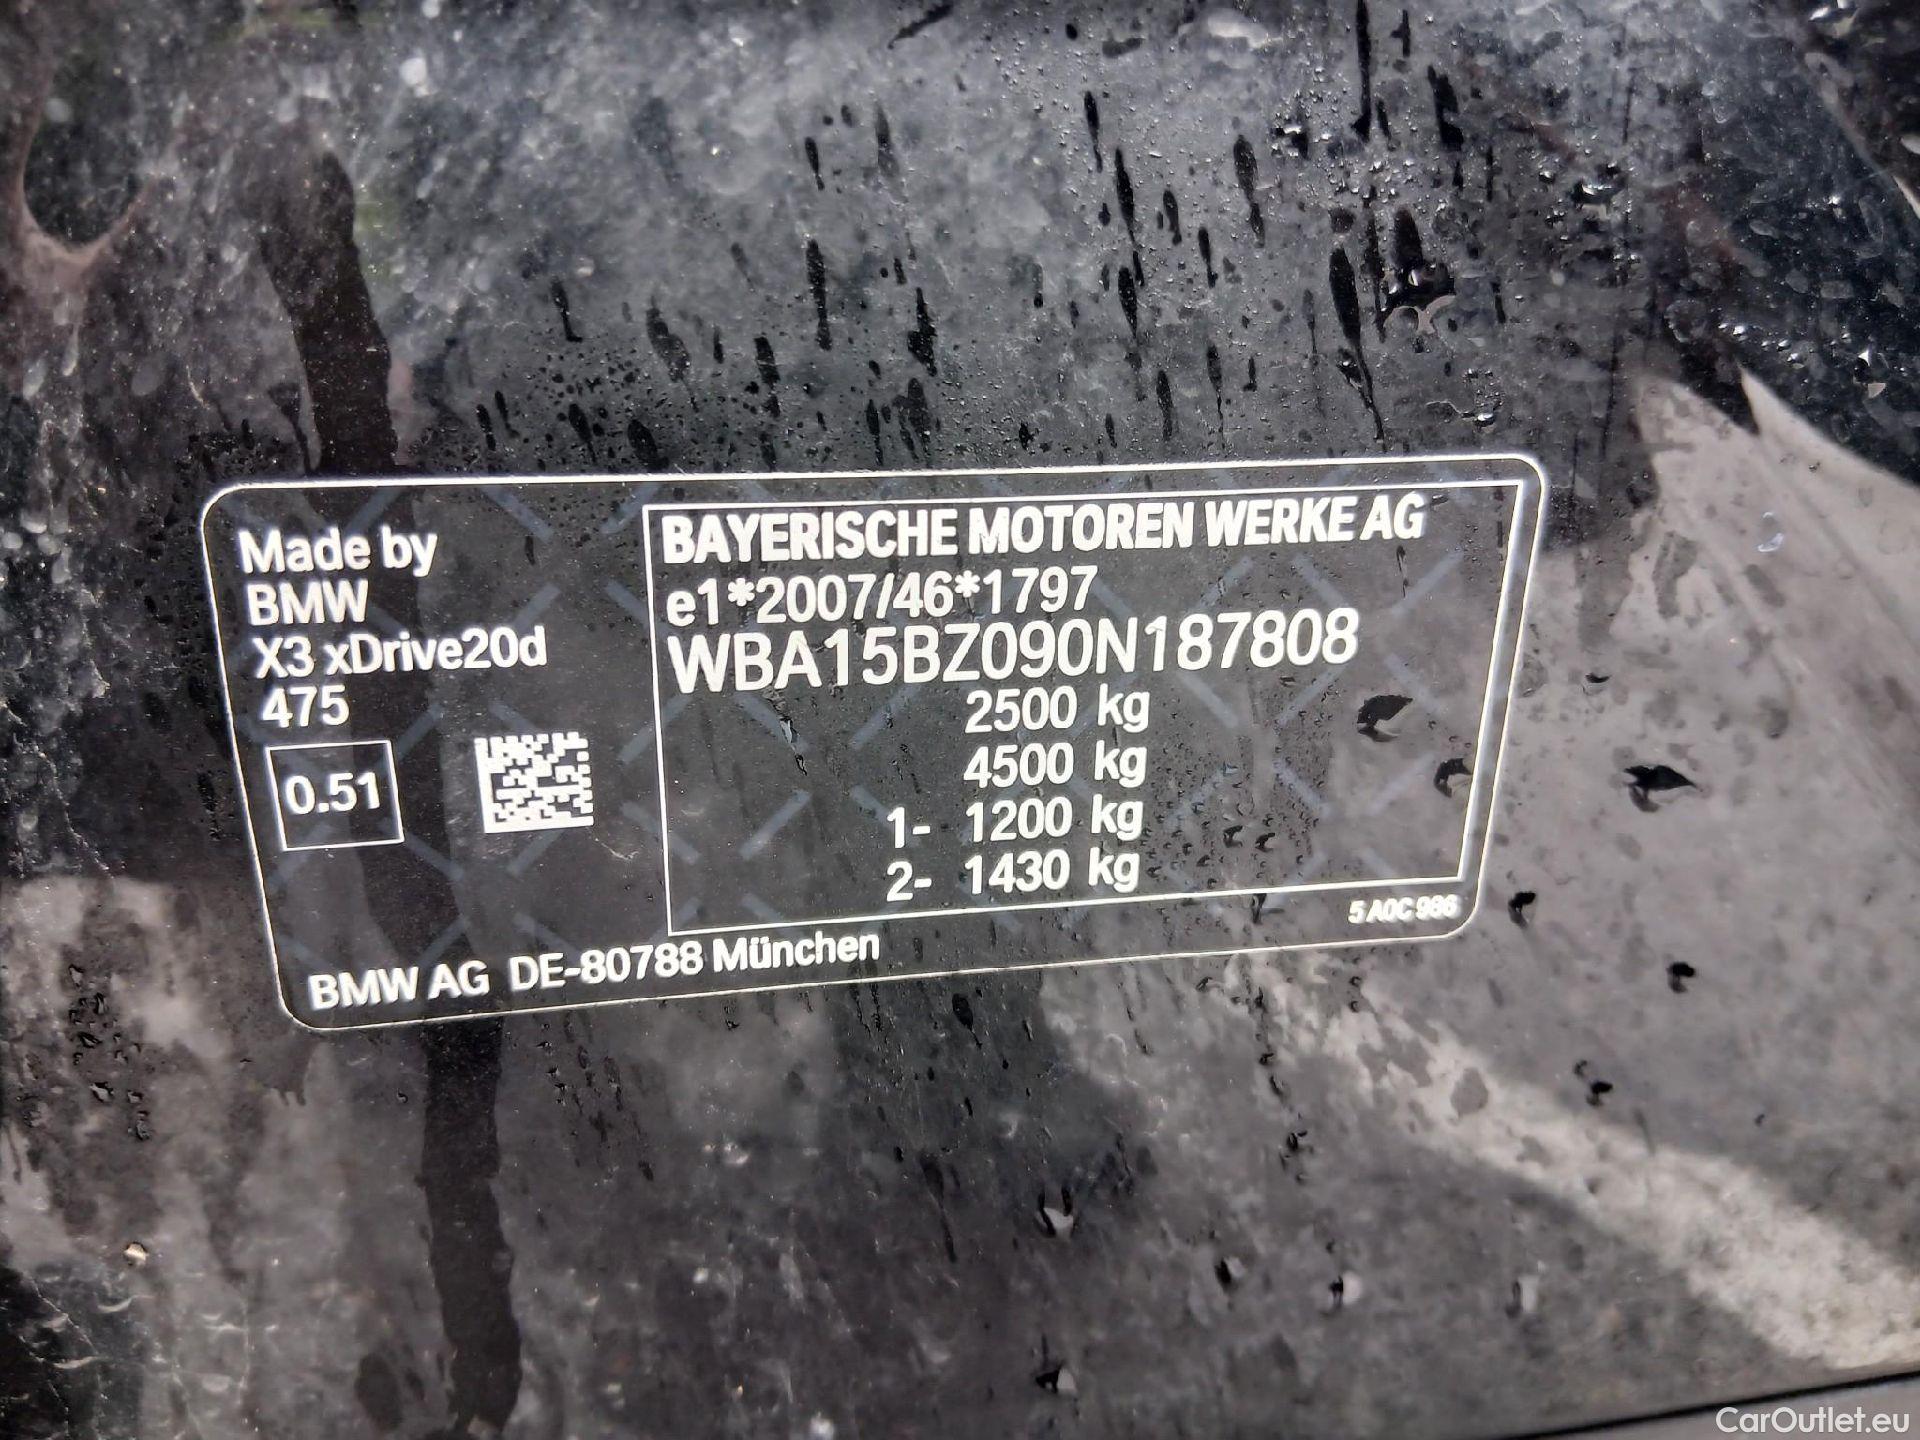 Made by
BMW
X3 xDrive20d
475
0.51
BAYERISCHE MOTOREN WERKE AG
e1*2007/46*1797
WBA15BZ090N187808
2500 kg
4500 kg
1- 1200 kg
2- 1430 kg
5 A0C 986
BMW AG DE-80788 München
CarOutlet.eu